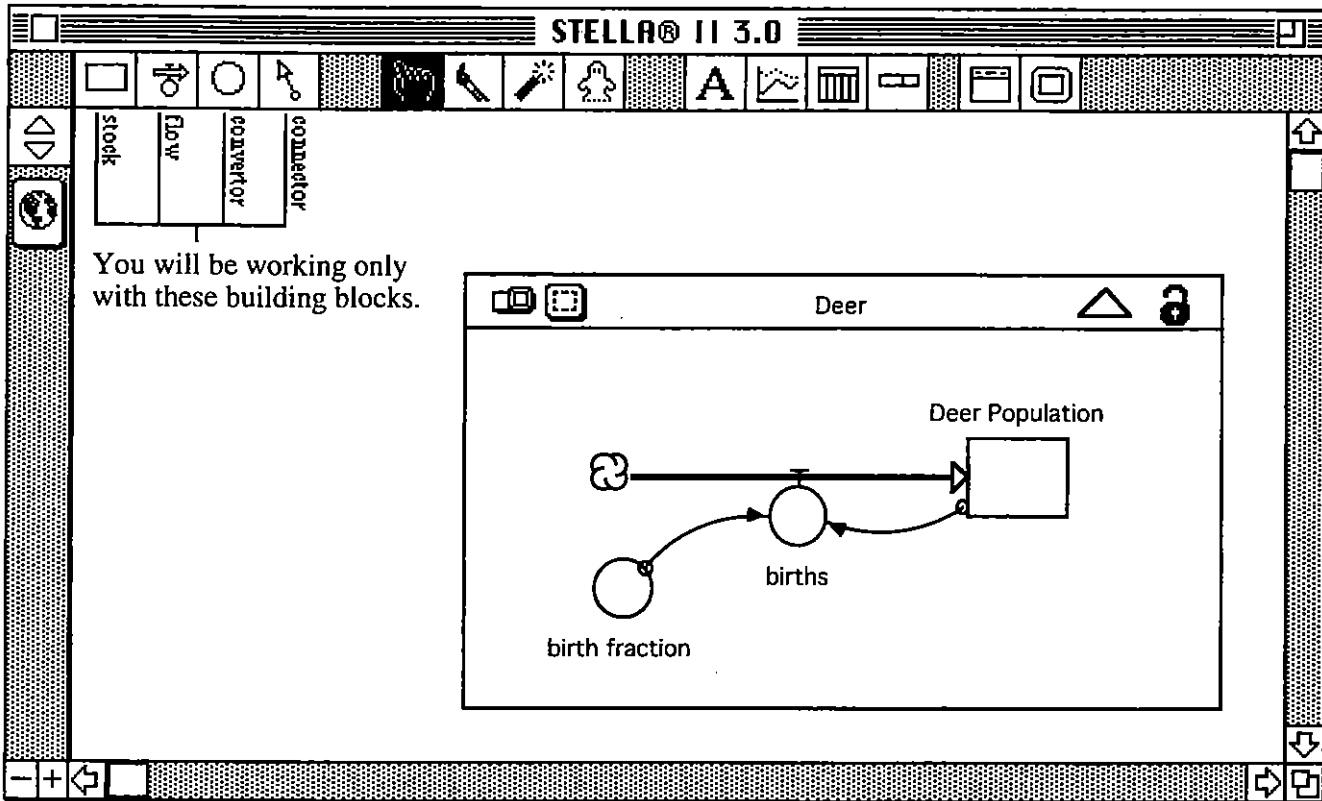 STELLA® II 3.0
A
stock
flow
convertor
connector
You will be working only
with these building blocks.
Deer
Deer Population
births
birth fraction